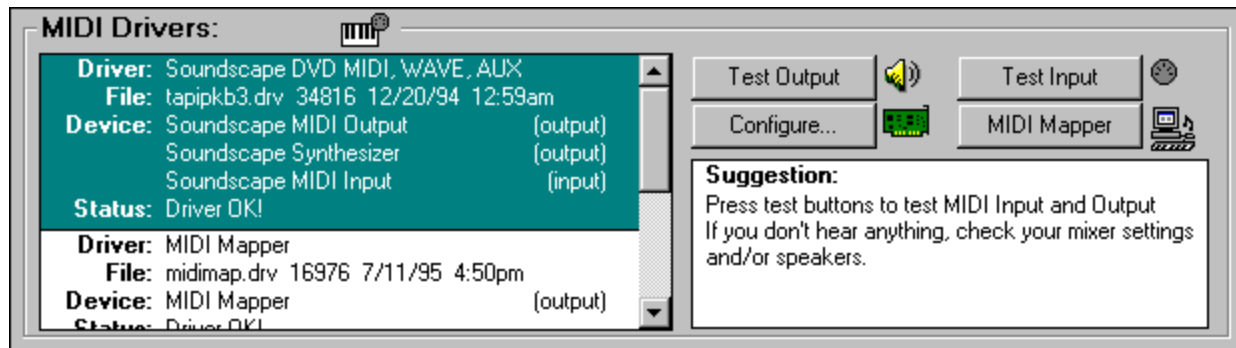 MIDI Drivers:
Driver: Soundscape DVD MIDI, WAVE, AUX
File: tapipkb3.drv 34816 12/20/94 12:59am
Device: Soundscape MIDI Output (output)
Soundscape Synthesizer (output)
Soundscape MIDI Input (input)
Status: Driver OK!
Driver: MIDI Mapper
File: midimap.drv 16976 7/11/95 4:50pm
Device: MIDI Mapper (output)
Status: Driver OK!
Test Output
Test Input
Configure...
MIDI Mapper
Suggestion:
Press test buttons to test MIDI Input and Output
If you don't hear anything, check your mixer settings
and/or speakers.